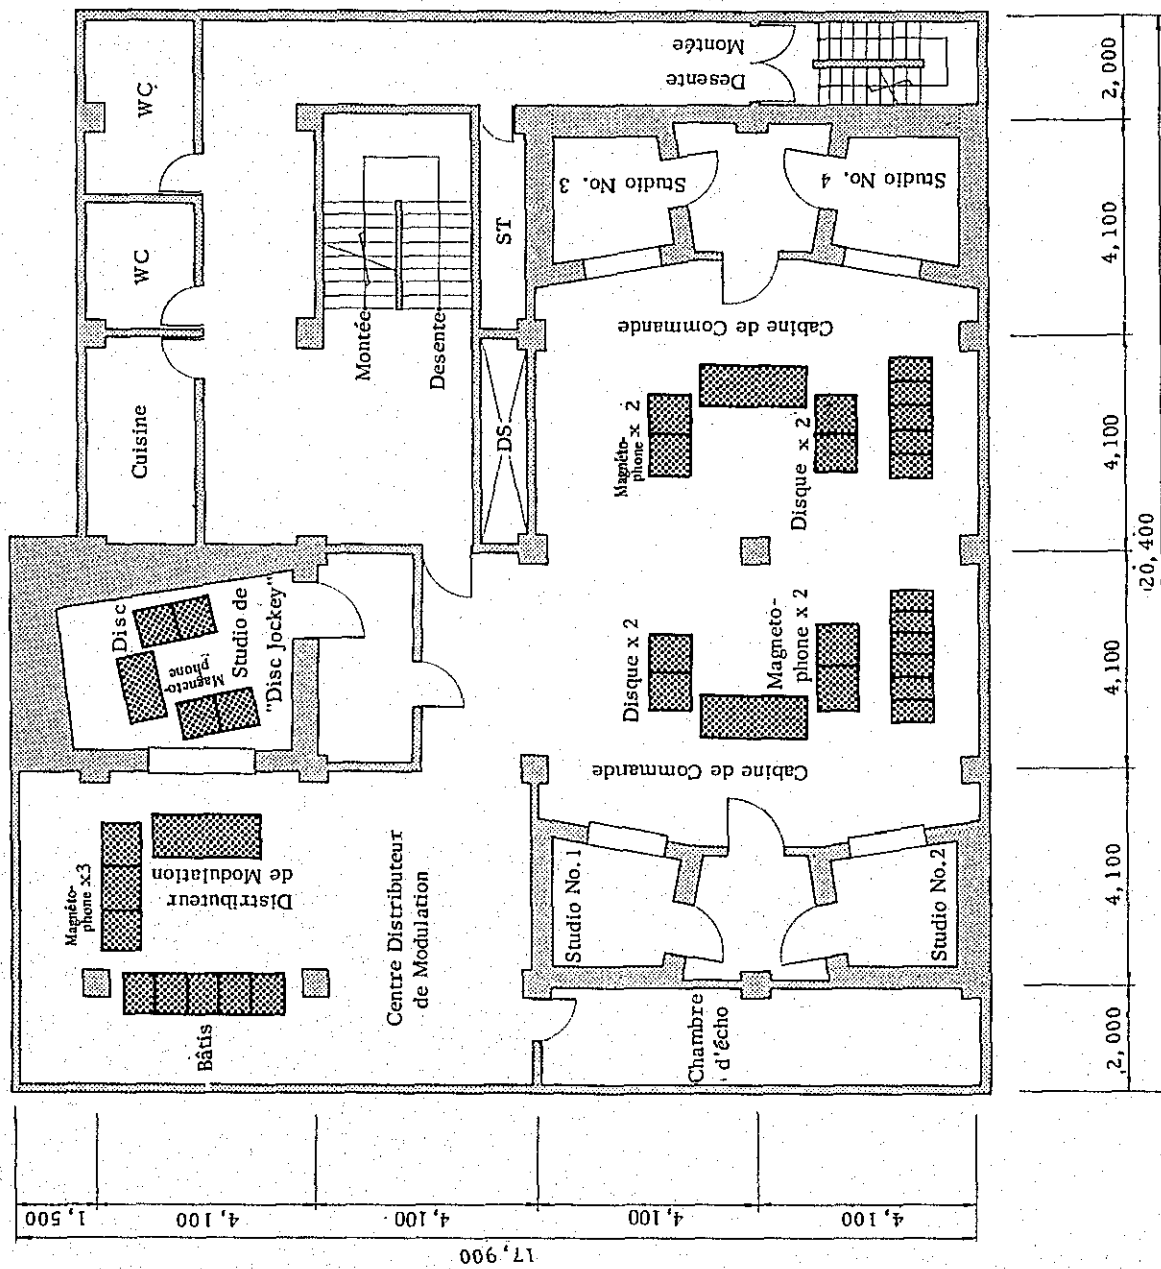 WC
WC
Cuisine
Montée
Desente
Montée
Desente
ST
DS
Studio No. 3
Studio No. 4
Cabine de Commande
Magnéto-
phone x 2
Disque x 2
Disc
Magneto-
phone
Studio de
"Disc Jockey"
Disque x 2
Magneto-
phone x 2
Cabine de Commande
Magnéto-
phone x3
Distributeur
de Modulation
Bâtis
Centre Distributeur
de Modulation
Studio No.1
Studio No.2
Chambre
d'écho
2,000
4,100
4,100
4,100
4,100
2,000
20,400
1,500
4,100
4,100
4,100
4,100
17,900